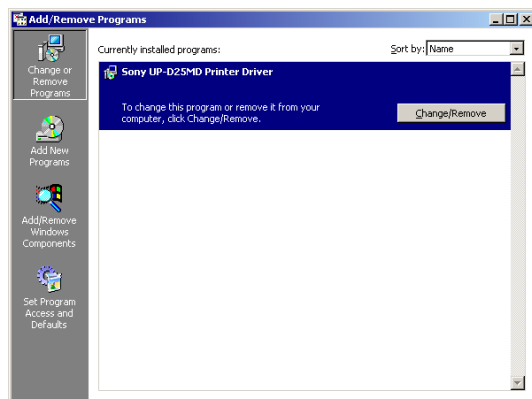 Add/Remove Programs
Change or
Remove
Programs
Add New
Programs
Add/Remove
Windows
Components
Set Program
Access and
Defaults
Currently installed programs:
Sort by: Name
Sony UP-D25MD Printer Driver
To change this program or remove it from your
computer, click Change/Remove.
Change/Remove